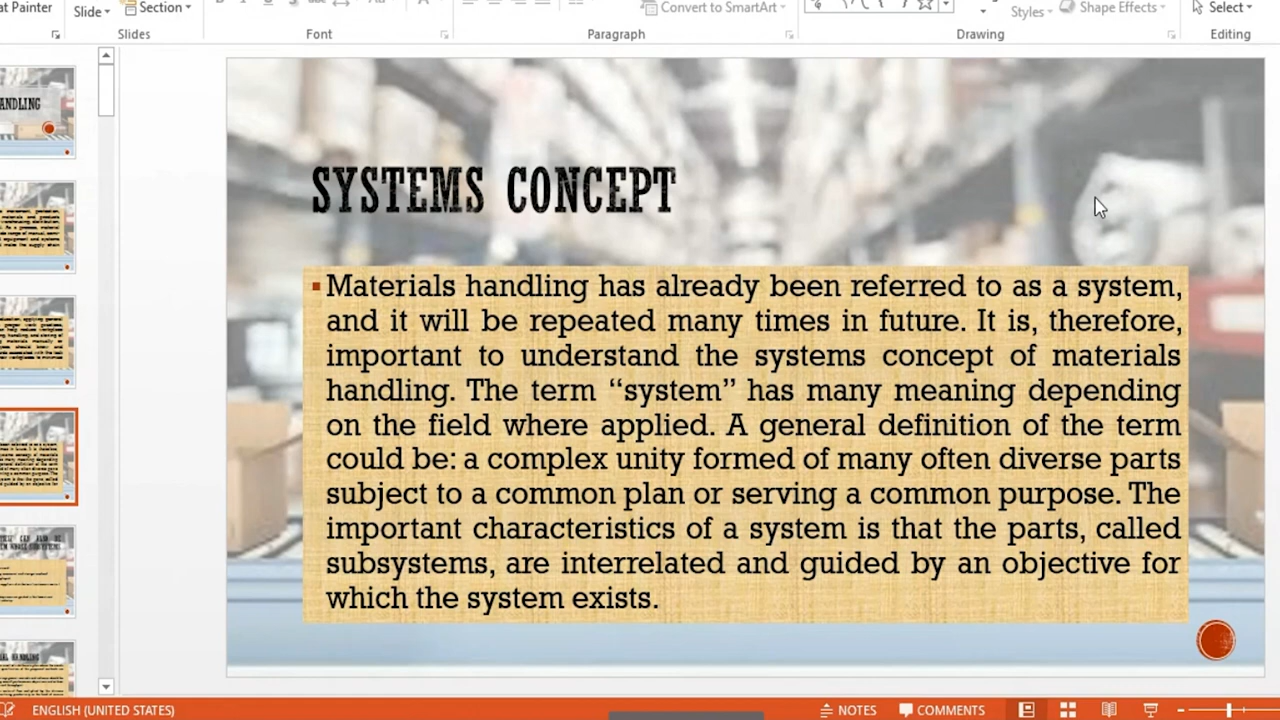 at Painter
Slide
Section
Convert to SmartArt
Styles
Shape Effects
Select
Slides
Font
Paragraph
Drawing
Editing
ANDLING
SYSTEMS CONCEPT
Materials handling has already been referred to as a system,
and it will be repeated many times in future. It is, therefore,
important to understand the systems concept of materials
handling. The term “system” has many meaning depending
on the field where applied. A general definition of the term
could be: a complex unity formed of many often diverse parts
subject to a common plan or serving a common purpose. The
important characteristics of a system is that the parts, called
subsystems, are interrelated and guided by an objective for
which the system exists.
ENGLISH (UNITED STATES)
NOTES
COMMENTS